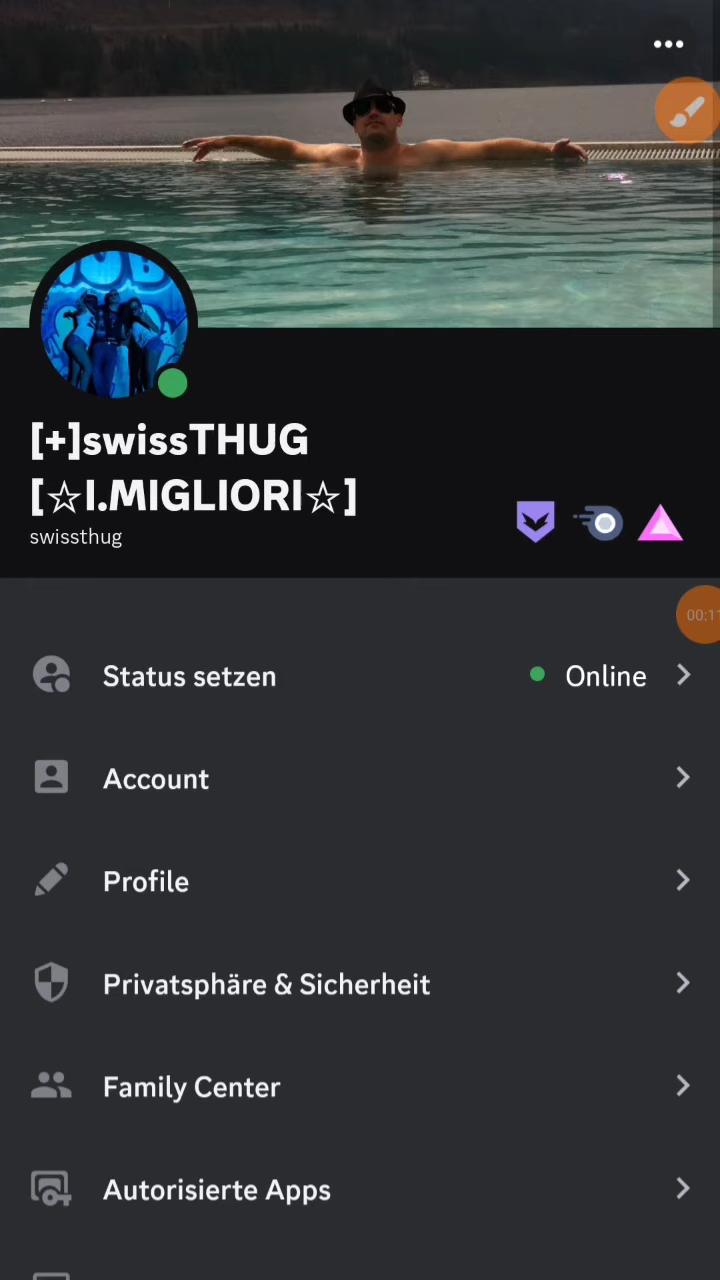 [+]swissTHUG
[☆I.MIGLIORI☆]
swissthug
Status setzen
Online
Account
Profile
Privatsphäre & Sicherheit
Family Center
Autorisierte Apps